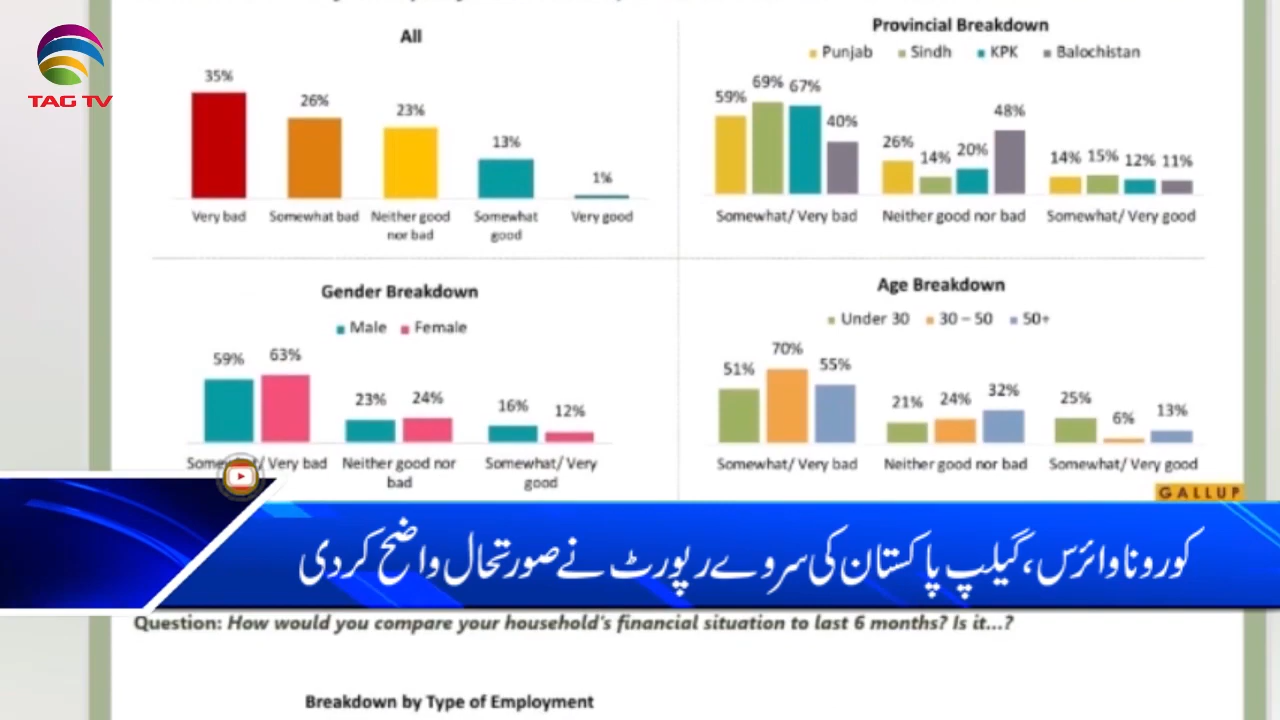 TAG TV
All
35%
26%
23%
13%
1%
Very bad
Somewhat bad
Neither good nor bad
Somewhat good
Very good
Provincial Breakdown
Punjab Sindh KPK Balochistan
59% 69% 67% 40%
26% 14% 20% 48%
14% 15% 12% 11%
Somewhat/ Very bad
Neither good nor bad
Somewhat/ Very good
Gender Breakdown
Male Female
59% 63%
23% 24%
16% 12%
/ Very bad
Neither good nor bad
Somewhat/ Very good
Age Breakdown
Under 30 30 – 50 50+
51% 70% 55%
21% 24% 32%
25% 6% 13%
Somewhat/ Very bad
Neither good nor bad
Somewhat/ Very good
GALLUP
کورونا وائرس، گیلپ پاکستان کی سروے رپورٹ نے صورتحال واضح کر دی
Question: How would you compare your household's financial situation to last 6 months? Is it...?
Breakdown by Type of Employment